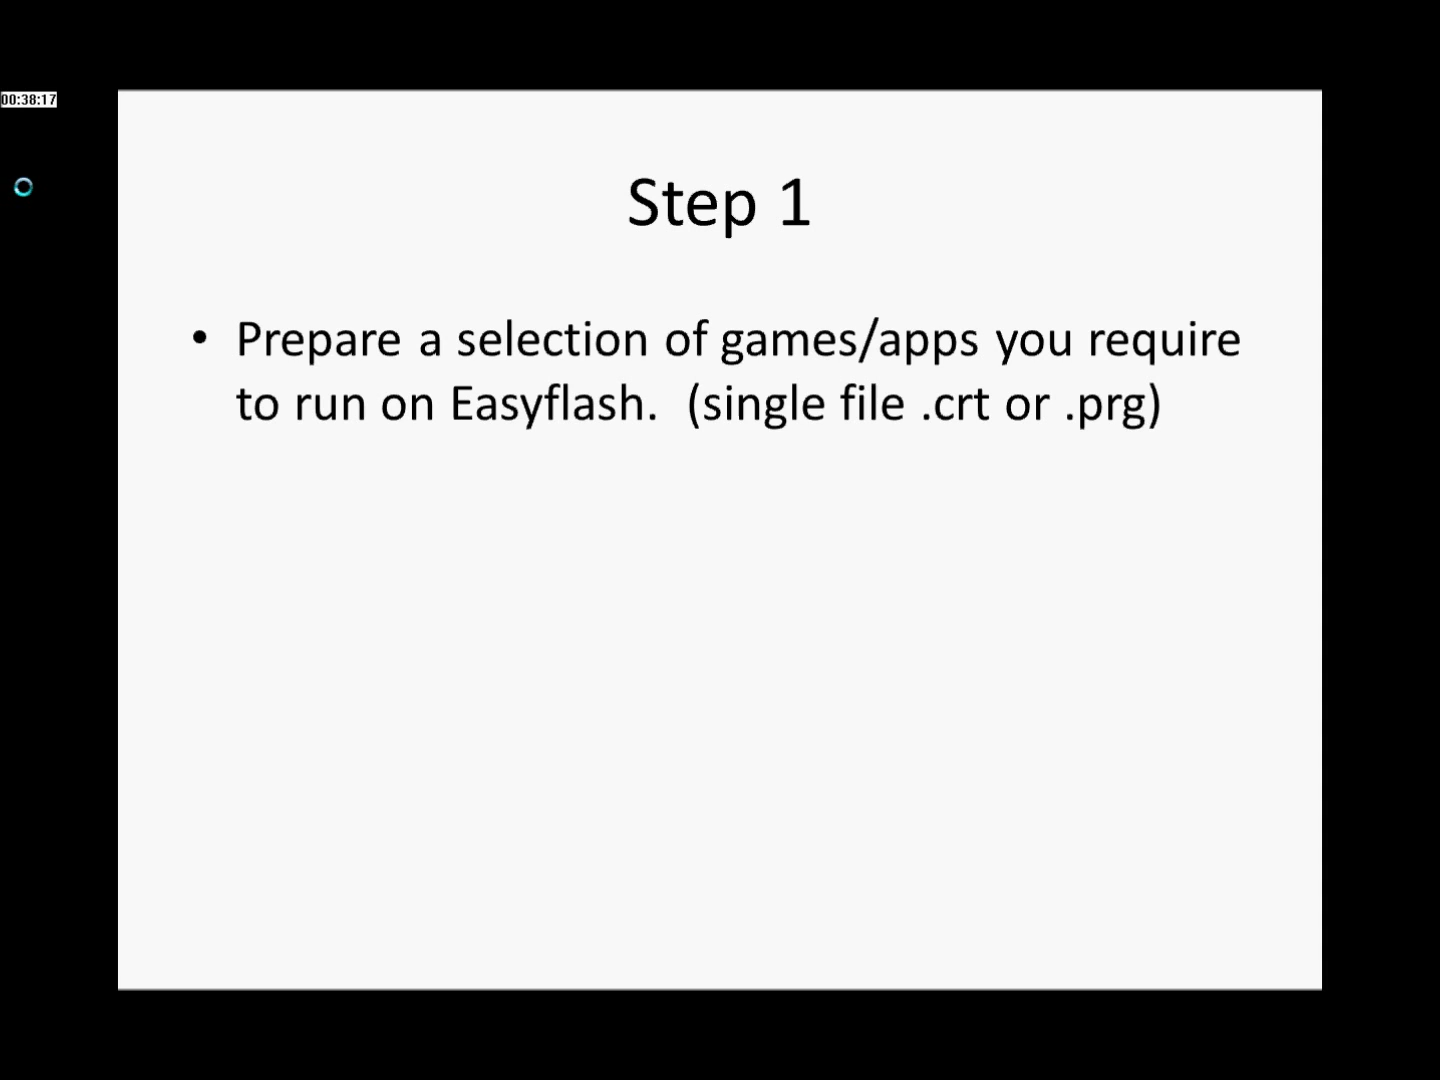 00:38:17
Step 1
• Prepare a selection of games/apps you require
to run on Easyflash.  (single file .crt or .prg)